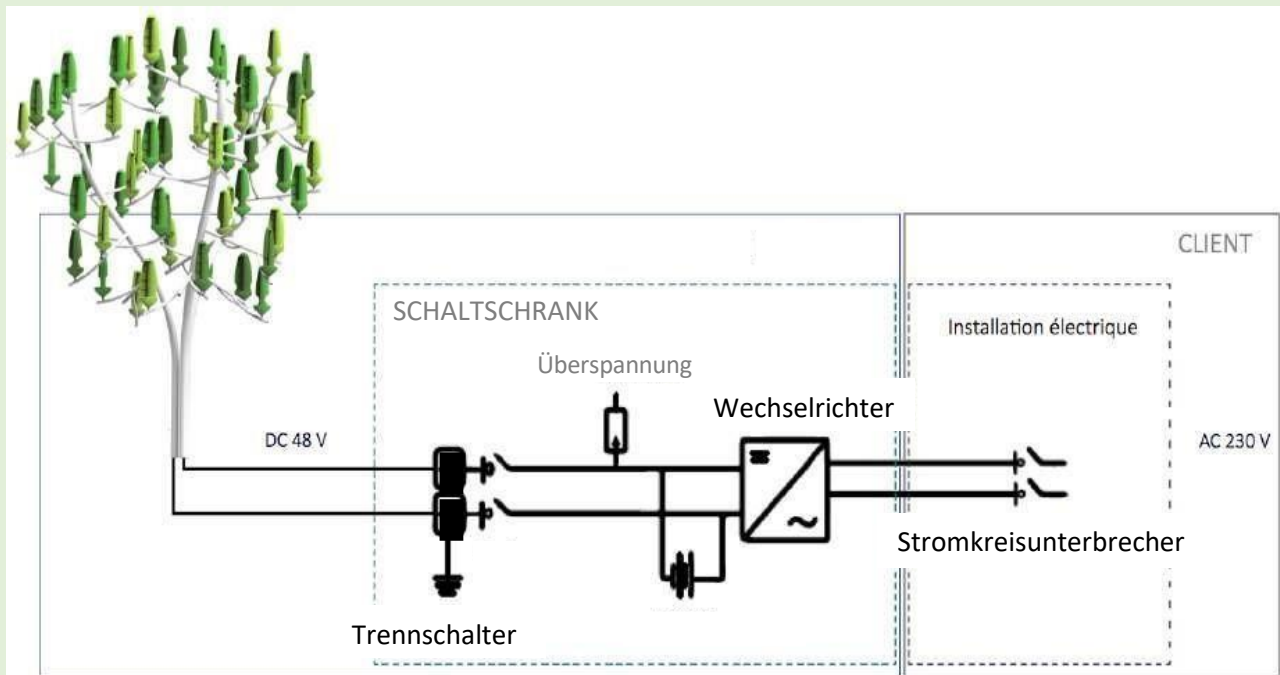 CLIENT
SCHALTSCHRANK
Installation électrique
Überspannung
Wechselrichter
DC 48 V
AC 230 V
Stromkreisunterbrecher
Trennschalter